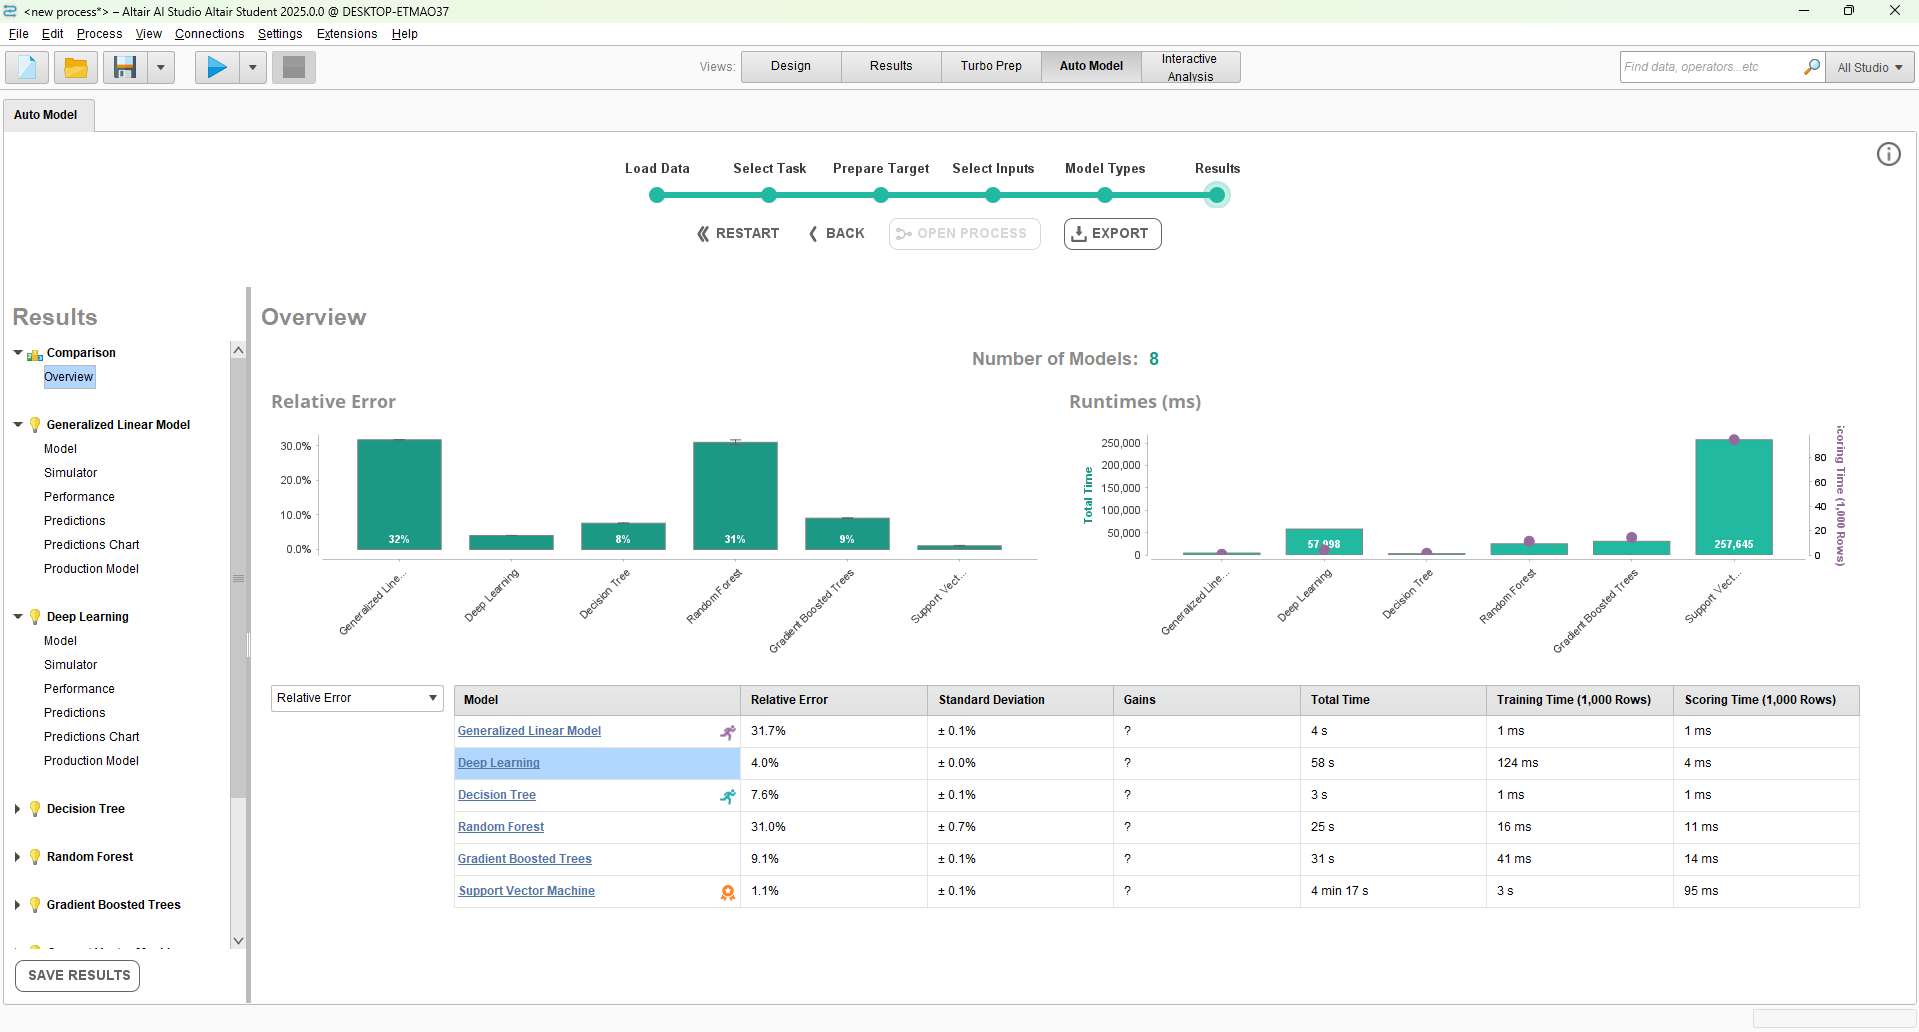 <new process*> – Altair AI Studio Altair Student 2025.0.0 @ DESKTOP-ETMAO37
File Edit Process View Connections Settings Extensions Help
Views: Design Results Turbo Prep Auto Model Interactive Analysis
Find data, operators...etc All Studio
Auto Model
Load Data Select Task Prepare Target Select Inputs Model Types Results
RESTART BACK OPEN PROCESS EXPORT
Results
Comparison
Overview
Generalized Linear Model
Model
Simulator
Performance
Predictions
Predictions Chart
Production Model
Deep Learning
Model
Simulator
Performance
Predictions
Predictions Chart
Production Model
Decision Tree
Random Forest
Gradient Boosted Trees
SAVE RESULTS
Overview
Number of Models: 8
Relative Error
30.0%
20.0%
10.0%
0.0%
32% 8% 31% 9%
Generalized Line... Deep Learning Decision Tree Random Forest Gradient Boosted Trees Support Vect...
Runtimes (ms)
Total Time
250,000
200,000
150,000
100,000
50,000
0
57,998 257,645
80
60
40
20
0
Scoring Time (1,000 Rows)
Generalized Line... Deep Learning Decision Tree Random Forest Gradient Boosted Trees Support Vect...
Relative Error
Model Relative Error Standard Deviation Gains Total Time Training Time (1,000 Rows) Scoring Time (1,000 Rows)
Generalized Linear Model 31.7% ± 0.1% ? 4 s 1 ms 1 ms
Deep Learning 4.0% ± 0.0% ? 58 s 124 ms 4 ms
Decision Tree 7.6% ± 0.1% ? 3 s 1 ms 1 ms
Random Forest 31.0% ± 0.7% ? 25 s 16 ms 11 ms
Gradient Boosted Trees 9.1% ± 0.1% ? 31 s 41 ms 14 ms
Support Vector Machine 1.1% ± 0.1% ? 4 min 17 s 3 s 95 ms